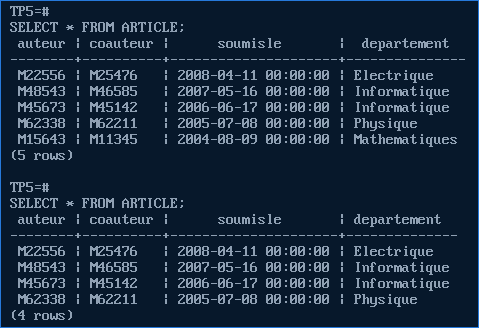 TP5=#
SELECT * FROM ARTICLE;
auteur ¦ coauteur ¦ soumisle ¦ departement
--------+----------+---------------------+---------------
M22556 ¦ M25476 ¦ 2008-04-11 00:00:00 ¦ Electrique
M48543 ¦ M46585 ¦ 2007-05-16 00:00:00 ¦ Informatique
M45673 ¦ M45142 ¦ 2006-06-17 00:00:00 ¦ Informatique
M62338 ¦ M62211 ¦ 2005-07-08 00:00:00 ¦ Physique
M15643 ¦ M11345 ¦ 2004-08-09 00:00:00 ¦ Mathematiques
(5 rows)
TP5=#
SELECT * FROM ARTICLE;
auteur ¦ coauteur ¦ soumisle ¦ departement
--------+----------+---------------------+--------------
M22556 ¦ M25476 ¦ 2008-04-11 00:00:00 ¦ Electrique
M48543 ¦ M46585 ¦ 2007-05-16 00:00:00 ¦ Informatique
M45673 ¦ M45142 ¦ 2006-06-17 00:00:00 ¦ Informatique
M62338 ¦ M62211 ¦ 2005-07-08 00:00:00 ¦ Physique
(4 rows)